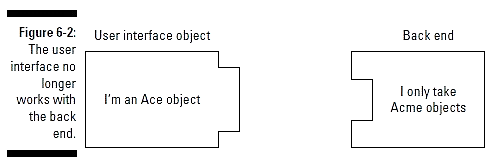 Figure 6-2:
The user
interface no
longer
works with
the back
end.
User interface object
I'm an Ace object
Back end
I only take
Acme objects